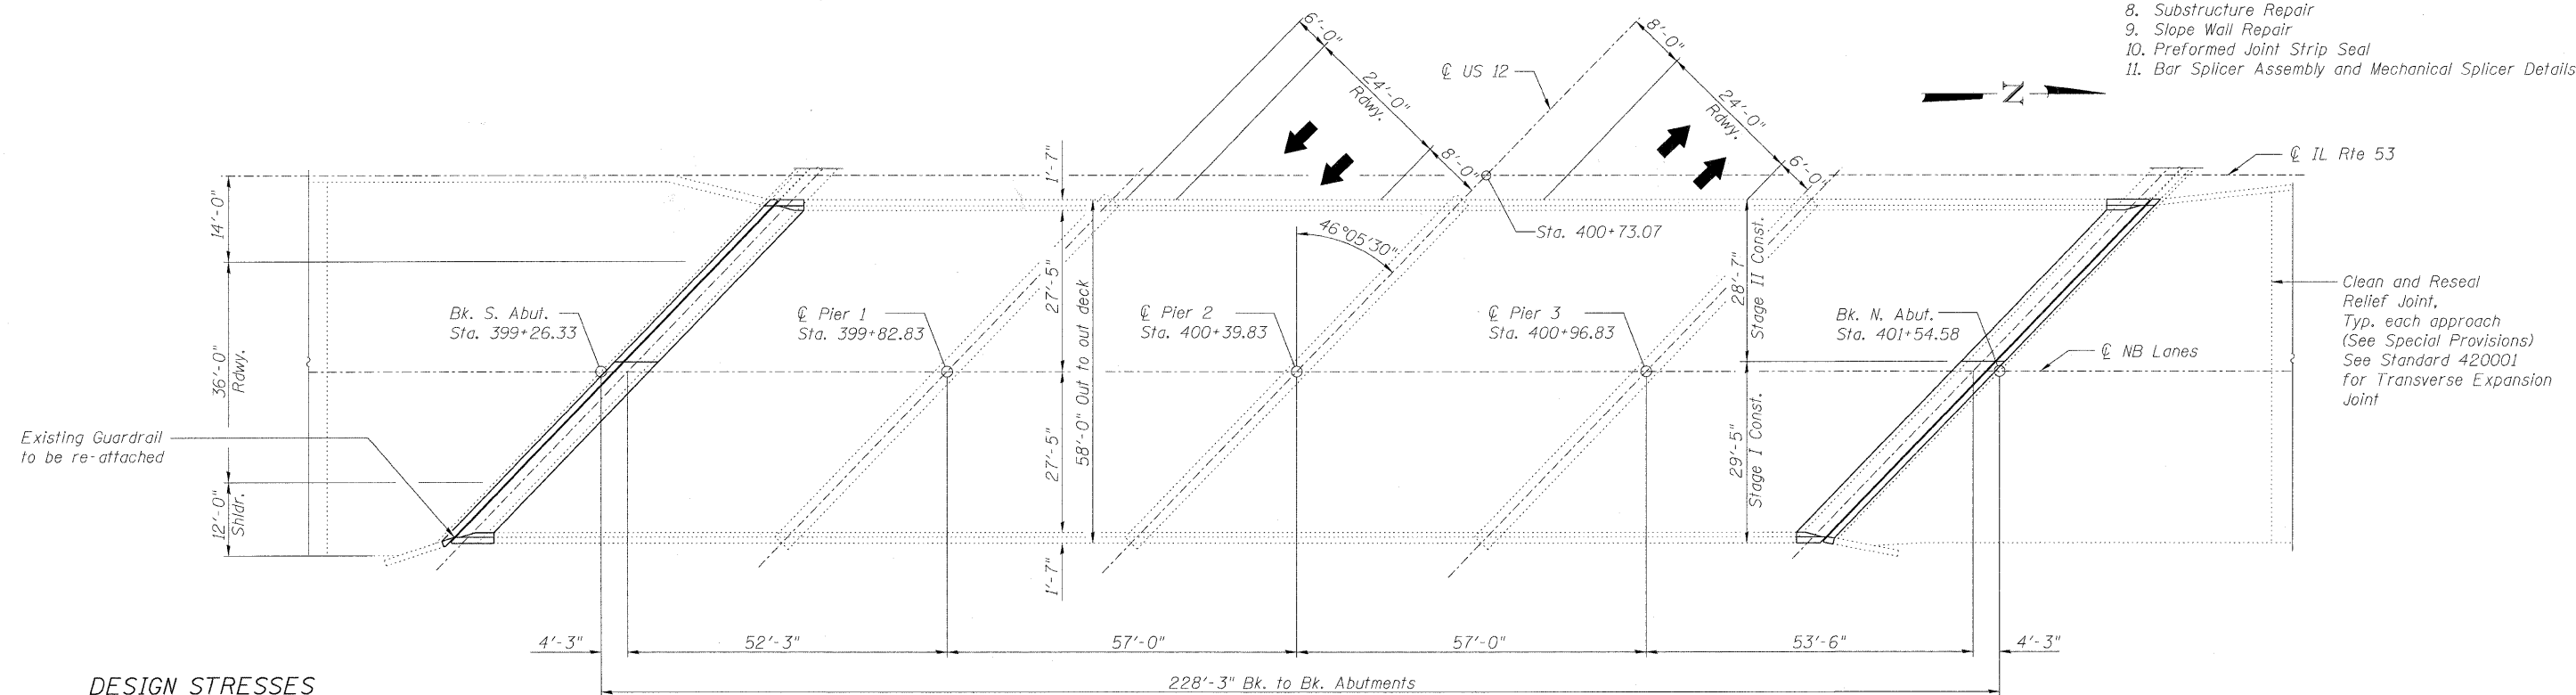 8. Substructure Repair
9. Slope Wall Repair
10. Preformed Joint Strip Seal
11. Bar Splicer Assembly and Mechanical Splicer Details
N
6'-0"
24'-0"
Rdwy.
8'-0"
℄ US 12
8'-0"
24'-0"
Rdwy.
6'-0"
℄ IL Rte 53
14'-0"
36'-0"
Rdwy.
12'-0"
Shldr.
1'-7"
27'-5"
27'-5"
1'-7"
58'-0" Out to out deck
46°05'30"
Sta. 400+73.07
28'-7"
Stage II Const.
29'-5"
Stage I Const.
Bk. S. Abut.
Sta. 399+26.33
℄ Pier 1
Sta. 399+82.83
℄ Pier 2
Sta. 400+39.83
℄ Pier 3
Sta. 400+96.83
Bk. N. Abut.
Sta. 401+54.58
℄ NB Lanes
Clean and Reseal
Relief Joint,
Typ. each approach
(See Special Provisions)
See Standard 420001
for Transverse Expansion
Joint
Existing Guardrail
to be re-attached
4'-3"
52'-3"
57'-0"
57'-0"
53'-6"
4'-3"
228'-3" Bk. to Bk. Abutments
DESIGN STRESSES